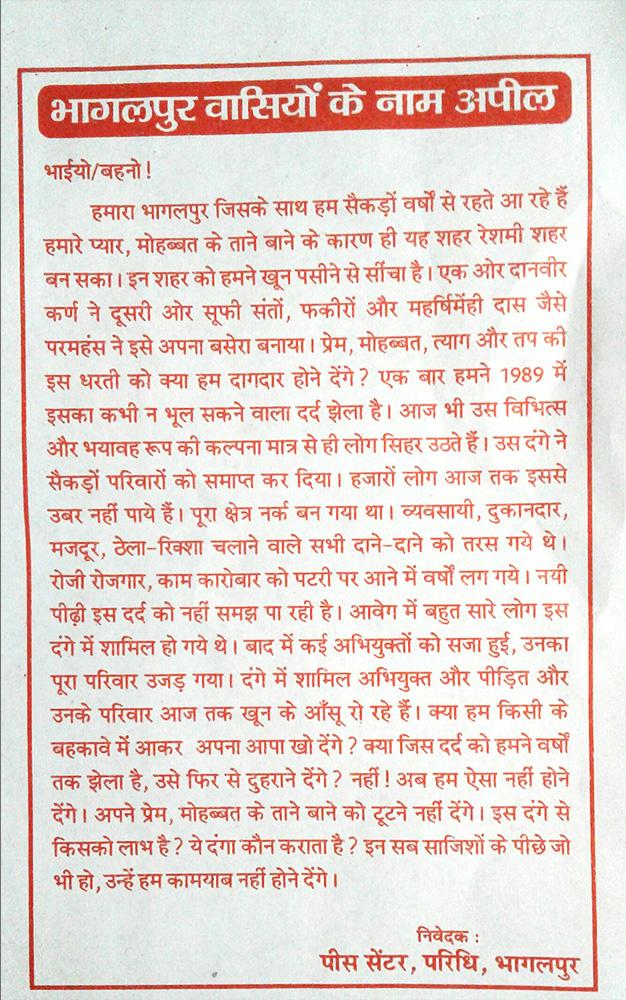 भागलपुर वासियों के नाम अपील
भाईयो/बहनो !
हमारा भागलपुर जिसके साथ हम सैकड़ों वर्षों से रहते आ रहे हैं
हमारे प्यार, मोहब्बत के ताने बाने के कारण ही यह शहर रेशमी शहर
बन सका। इन शहर को हमने खून पसीने से सींचा है। एक ओर दानवीर
कर्ण ने दूसरी ओर सूफी संतों, फकीरों और महर्षिमेंही दास जैसे
परमहंस ने इसे अपना बसेरा बनाया। प्रेम, मोहब्बत, त्याग और तप की
इस धरती को क्या हम दागदार होने देंगे ? एक बार हमने 1989 में
इसका कभी न भूल सकने वाला दर्द झेला है। आज भी उस विभित्स
और भयावह रूप की कल्पना मात्र से ही लोग सिहर उठते हैं। उस दंगे ने
सैकड़ों परिवारों को समाप्त कर दिया। हजारों लोग आज तक इससे
उबर नहीं पाये हैं। पूरा क्षेत्र नर्क बन गया था। व्यवसायी, दुकानदार,
मजदूर, ठेला-रिक्शा चलाने वाले सभी दाने-दाने को तरस गये थे।
रोजी रोजगार, काम कारोबार को पटरी पर आने में वर्षों लग गये। नयी
पीढ़ी इस दर्द को नहीं समझ पा रही है। आवेग में बहुत सारे लोग इस
दंगे में शामिल हो गये थे। बाद में कई अभियुक्तों को सजा हुई, उनका
पूरा परिवार उजड़ गया। दंगे में शामिल अभियुक्त और पीड़ित और
उनके परिवार आज तक खून के आँसू रो रहे हैं। क्या हम किसी के
बहकावे में आकर अपना आपा खो देंगे ? क्या जिस दर्द को हमने वर्षों
तक झेला है, उसे फिर से दुहराने देंगे ? नहीं ! अब हम ऐसा नहीं होने
देंगे। अपने प्रेम, मोहब्बत के ताने बाने को टूटने नहीं देंगे। इस दंगे से
किसको लाभ है ? ये दंगा कौन कराता है ? इन सब साजिशों के पीछे जो
भी हो, उन्हें हम कामयाब नहीं होने देंगे।
निवेदक :
पीस सेंटर, परिधि, भागलपुर